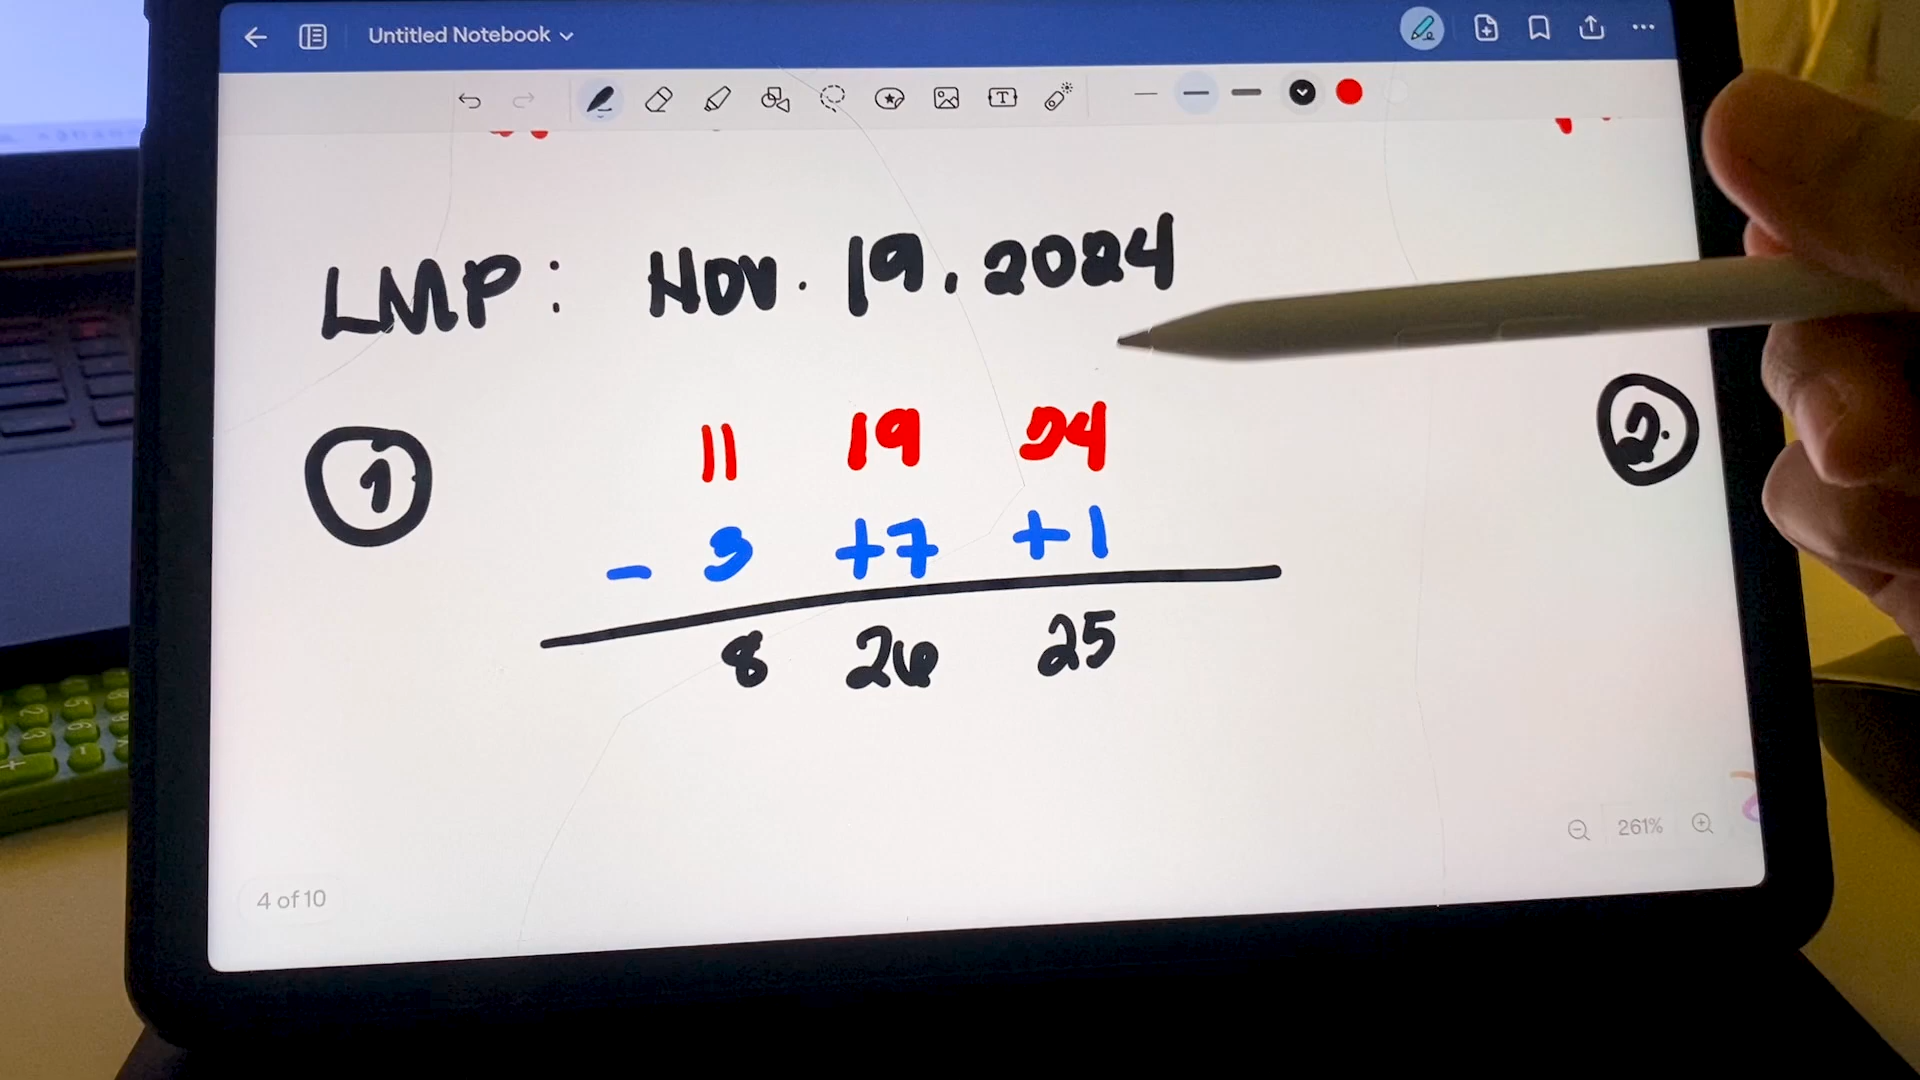 Untitled Notebook
LMP: Nov. 19, 2024
1
11 19 24
2.
- 3 +7 +1
8 26 25
261%
4 of 10